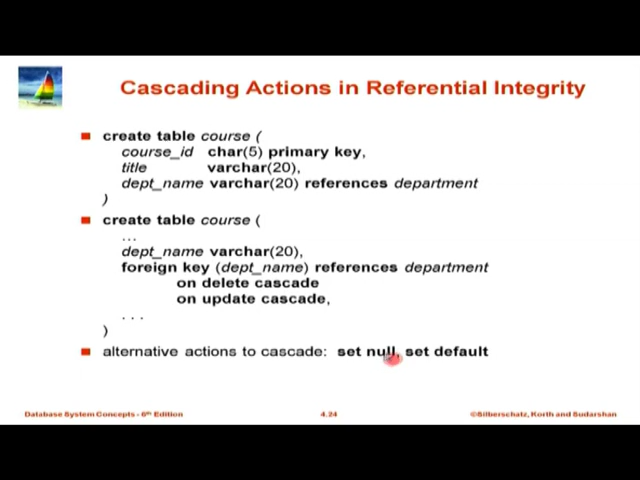 Cascading Actions in Referential Integrity
create table course (
course_id char(5) primary key,
title varchar(20),
dept_name varchar(20) references department
)
create table course (
…
dept_name varchar(20),
foreign key (dept_name) references department
on delete cascade
on update cascade,
. . .
)
alternative actions to cascade: set null, set default
Database System Concepts - 6th Edition
4.24
©Silberschatz, Korth and Sudarshan